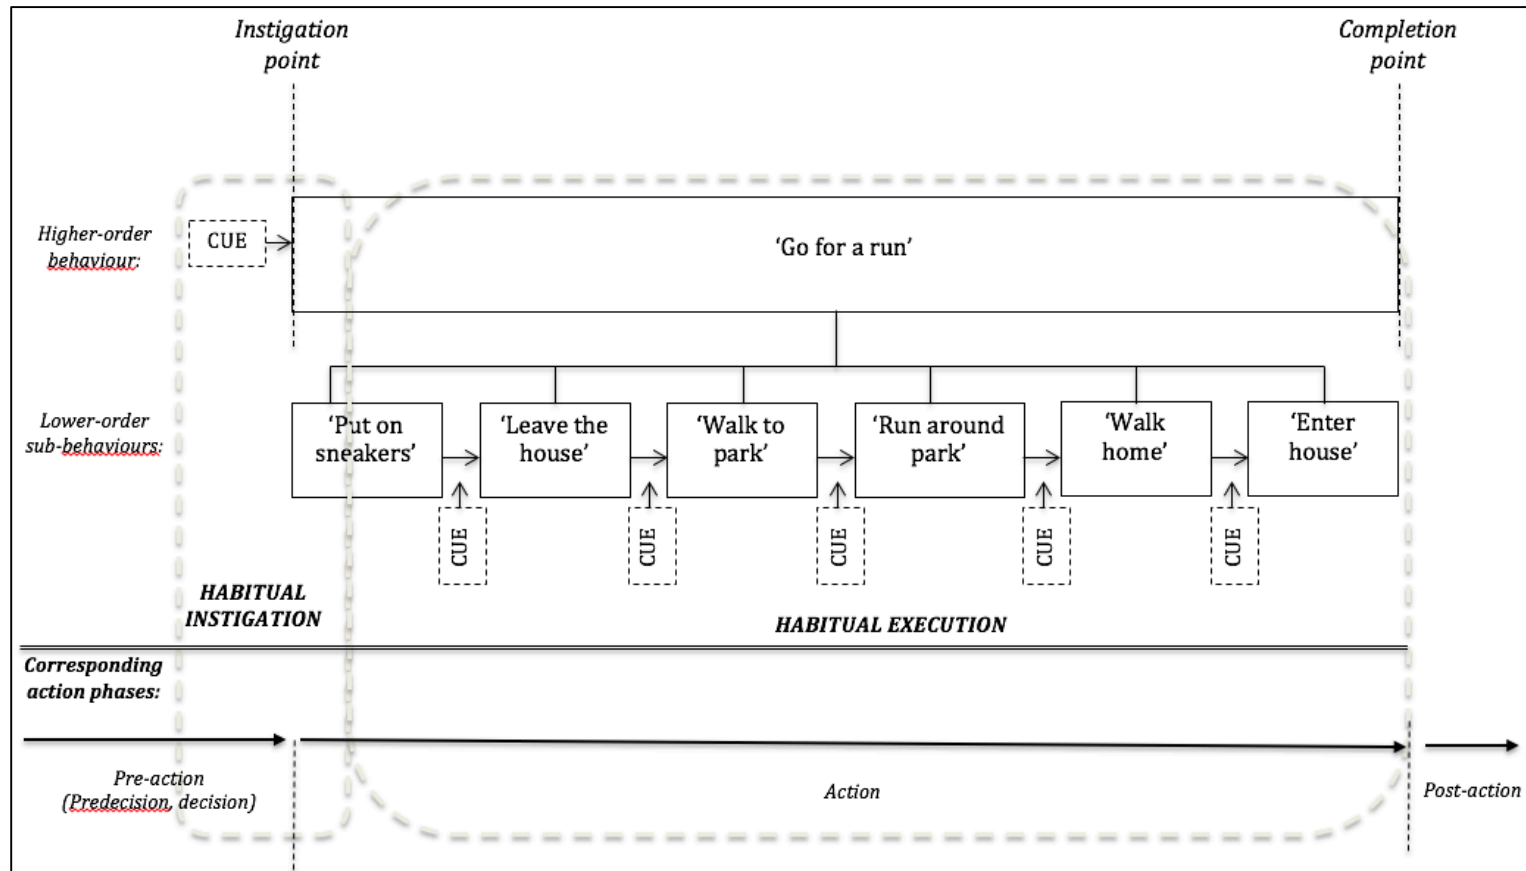 Instigation
point
Completion
point
Higher-order
behaviour:
CUE
‘Go for a run’
Lower-order
sub-behaviours:
‘Put on
sneakers’
‘Leave the
house’
‘Walk to
park’
‘Run around
park’
‘Walk
home’
‘Enter
house’
CUE
CUE
CUE
CUE
CUE
HABITUAL
INSTIGATION
HABITUAL EXECUTION
Corresponding
action phases:
Pre-action
(Predecision, decision)
Action
Post-action